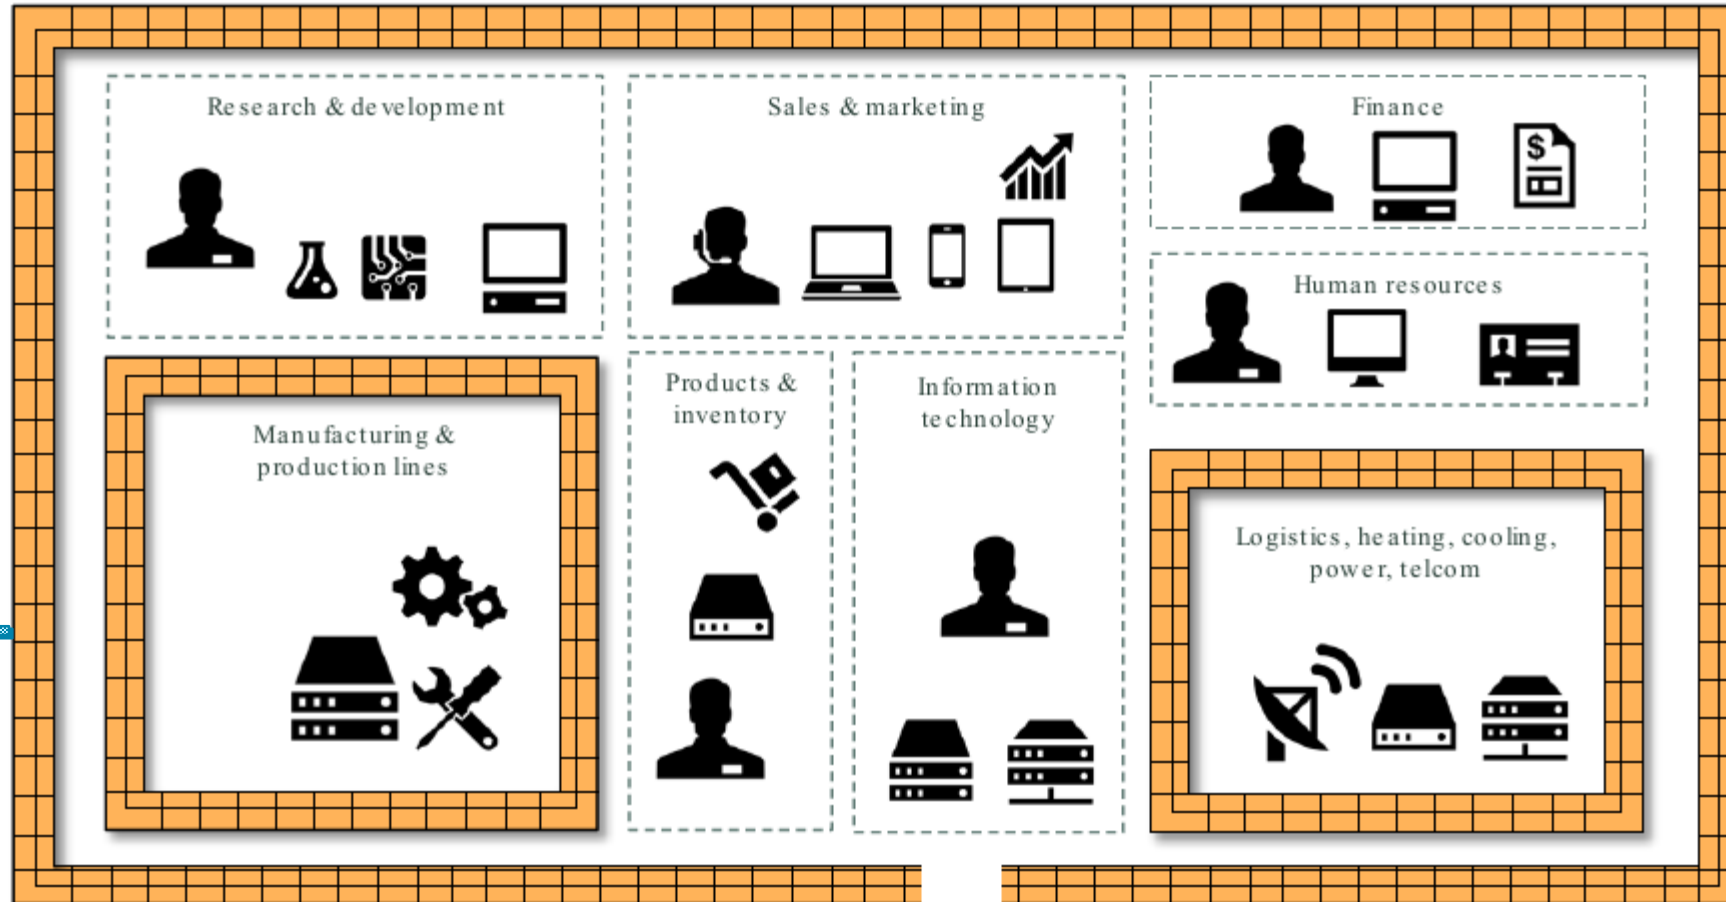 Research & development
Sales & marketing
Finance
$
Human resources
Products &
inventory
Information
technology
Manufacturing &
production lines
Logistics, heating, cooling,
power, telcom